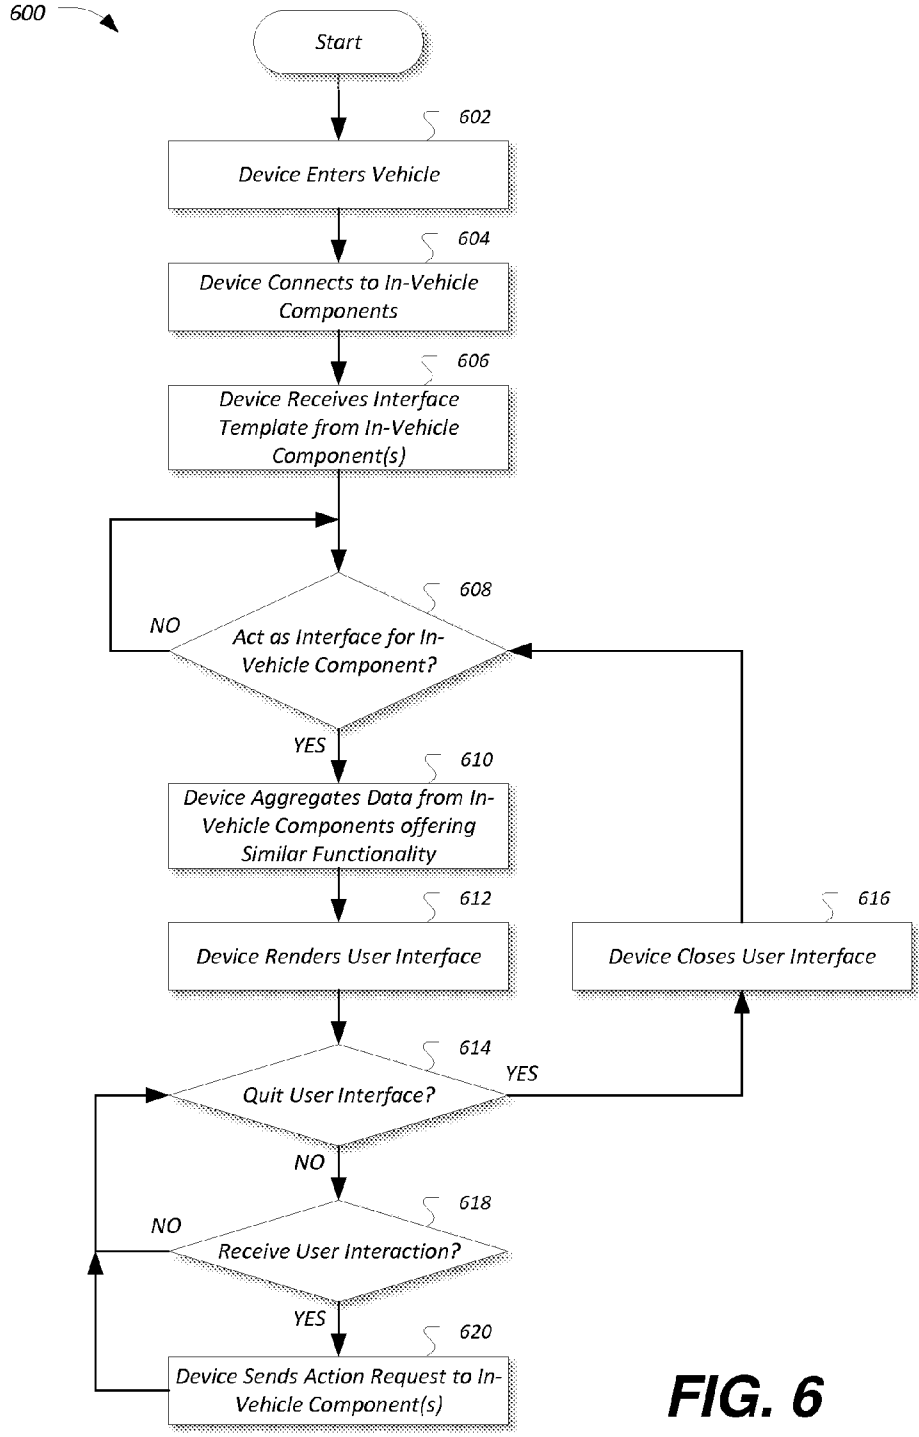 600
Start
602
Device Enters Vehicle
604
Device Connects to In-Vehicle
Components
606
Device Receives Interface
Template from In-Vehicle
Component(s)
608
NO
Act as Interface for In-
Vehicle Component?
YES
610
Device Aggregates Data from In-
Vehicle Components offering
Similar Functionality
612
Device Renders User Interface
616
Device Closes User Interface
614
Quit User Interface?
YES
NO
618
NO
Receive User Interaction?
YES
620
Device Sends Action Request to In-
Vehicle Component(s)
FIG. 6